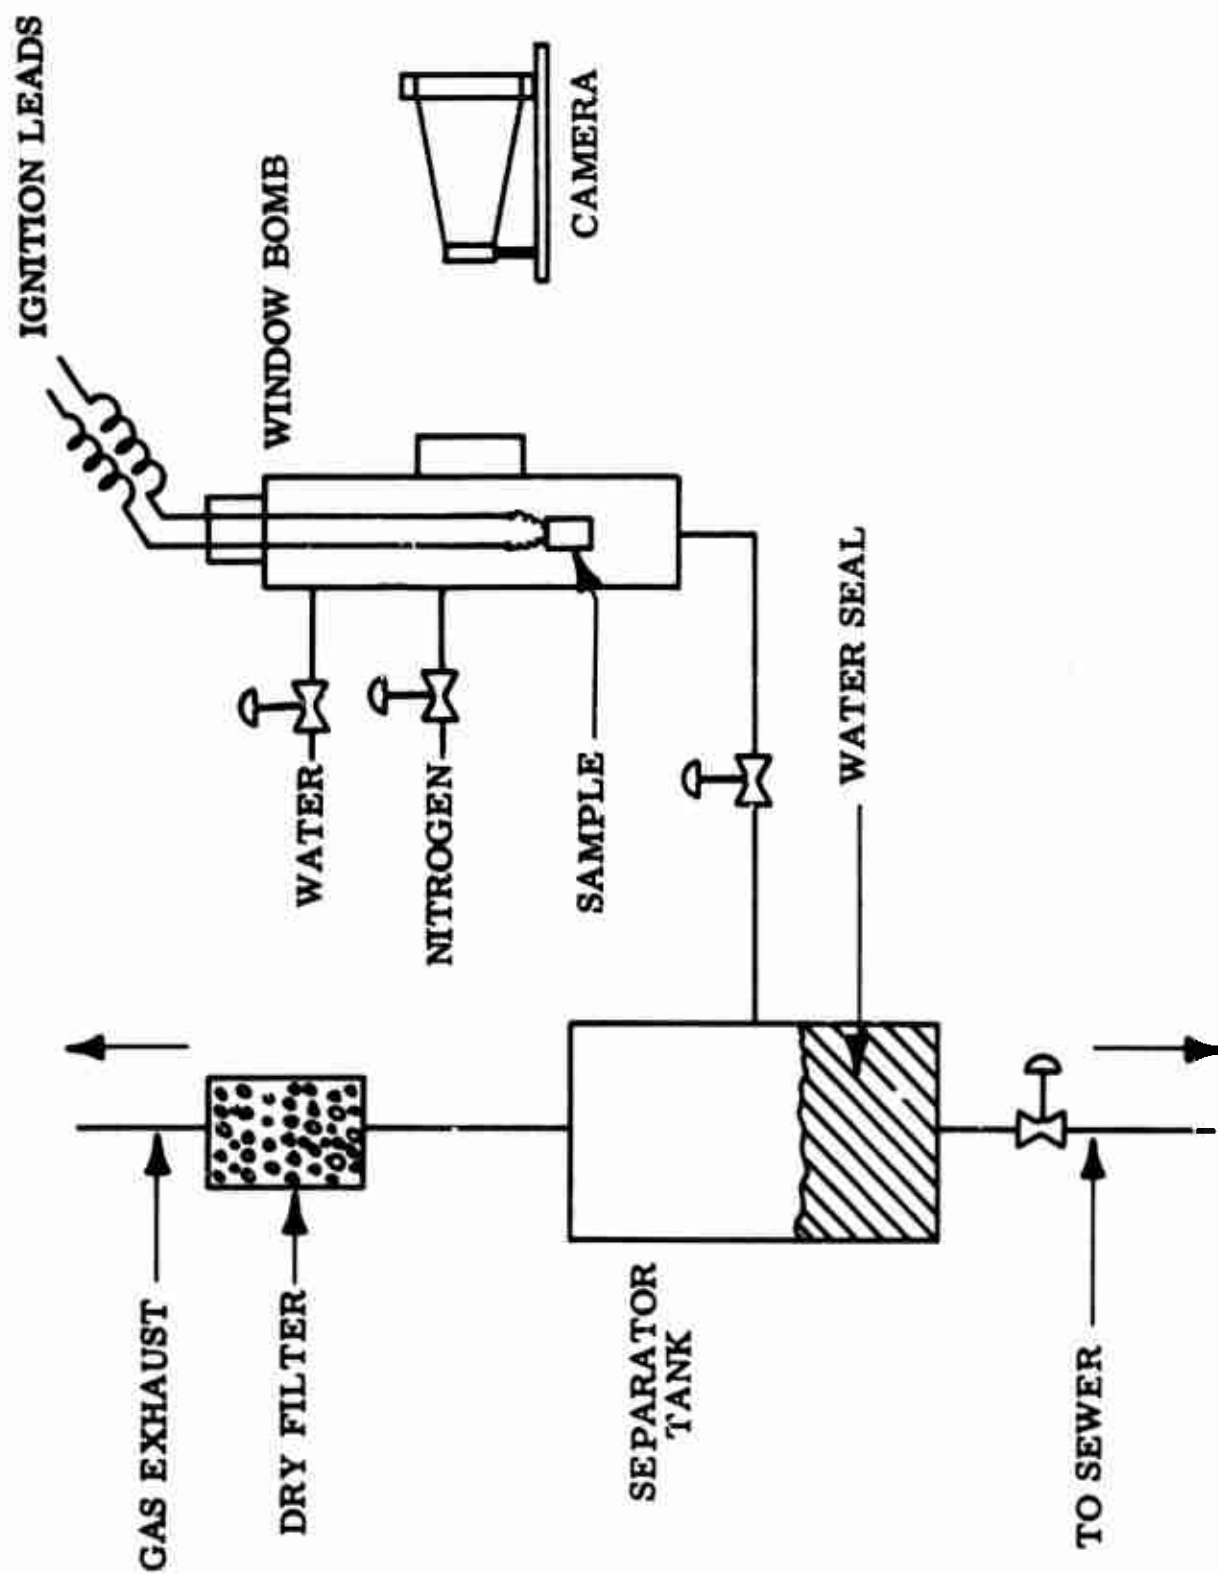 IGNITION LEADS
WINDOW BOMB
CAMERA
WATER
NITROGEN
SAMPLE
WATER SEAL
GAS EXHAUST
DRY FILTER
SEPARATOR
TANK
TO SEWER